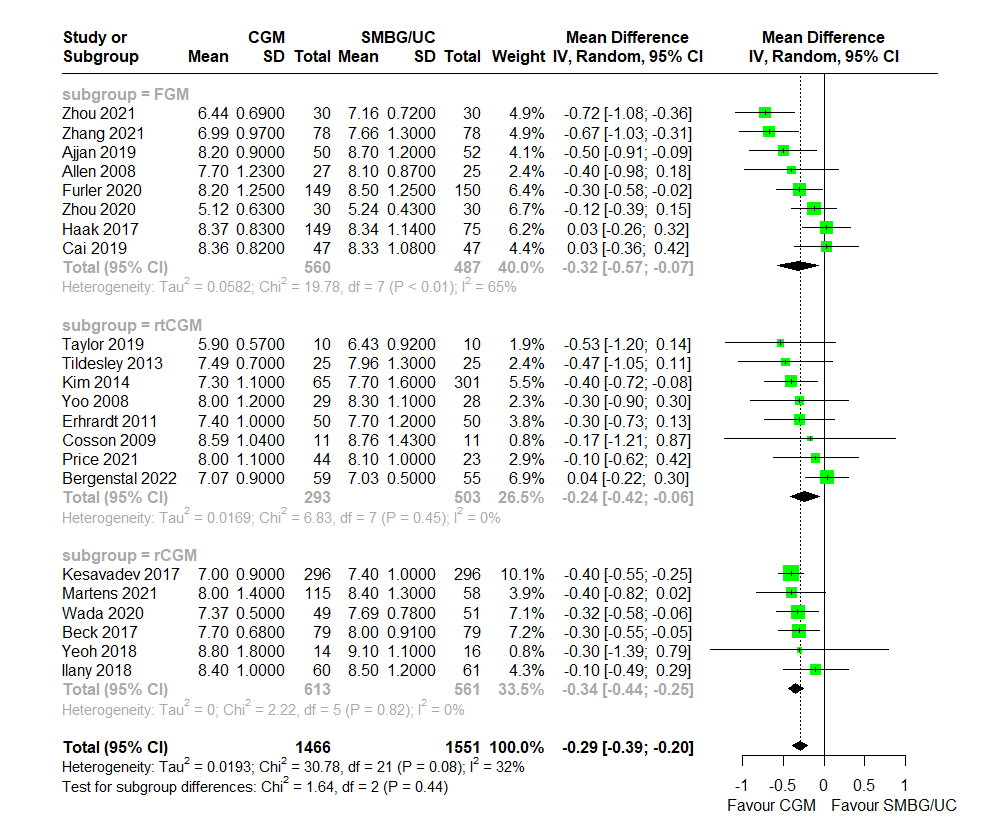 Study or CGM SMBG/UC Mean Difference Mean Difference
Subgroup Mean SD Total Mean SD Total Weight IV, Random, 95% CI IV, Random, 95% CI
subgroup = FGM
Zhou 2021 6.44 0.6900 30 7.16 0.7200 30 4.9% -0.72 [-1.08; -0.36]
Zhang 2021 6.99 0.9700 78 7.66 1.3000 78 4.9% -0.67 [-1.03; -0.31]
Ajjan 2019 8.20 0.9000 50 8.70 1.2000 52 4.1% -0.50 [-0.91; -0.09]
Allen 2008 7.70 1.2300 27 8.10 0.8700 25 2.4% -0.40 [-0.98; 0.18]
Furler 2020 8.20 1.2500 149 8.50 1.2500 150 6.4% -0.30 [-0.58; -0.02]
Zhou 2020 5.12 0.6300 30 5.24 0.4300 30 6.7% -0.12 [-0.39; 0.15]
Haak 2017 8.37 0.8300 149 8.34 1.1400 75 6.2% 0.03 [-0.26; 0.32]
Cai 2019 8.36 0.8200 47 8.33 1.0800 47 4.4% 0.03 [-0.36; 0.42]
Total (95% CI) 560 487 40.0% -0.32 [-0.57; -0.07]
Heterogeneity: Tau² = 0.0582; Chi² = 19.78, df = 7 (P < 0.01); I² = 65%
subgroup = rtCGM
Taylor 2019 5.90 0.5700 10 6.43 0.9200 10 1.9% -0.53 [-1.20; 0.14]
Tildesley 2013 7.49 0.7000 25 7.96 1.3000 25 2.4% -0.47 [-1.05; 0.11]
Kim 2014 7.30 1.1000 65 7.70 1.6000 301 5.5% -0.40 [-0.72; -0.08]
Yoo 2008 8.00 1.2000 29 8.30 1.1000 28 2.3% -0.30 [-0.90; 0.30]
Erhardt 2011 7.40 1.0000 50 7.70 1.2000 50 3.8% -0.30 [-0.73; 0.13]
Cosson 2009 8.59 1.0400 11 8.76 1.4300 11 0.8% -0.17 [-1.21; 0.87]
Price 2021 8.00 1.1000 44 8.10 1.0000 23 2.9% -0.10 [-0.62; 0.42]
Bergenstal 2022 7.07 0.9000 59 7.03 0.5000 55 6.8% 0.04 [-0.22; 0.30]
Total (95% CI) 293 503 26.5% -0.24 [-0.42; -0.06]
Heterogeneity: Tau² = 0.0169; Chi² = 6.83, df = 7 (P = 0.45); I² = 0%
subgroup = rCGM
Kesavadev 2017 7.00 0.9000 296 7.40 1.0000 296 10.1% -0.40 [-0.55; -0.25]
Martens 2021 8.00 1.4000 115 8.40 1.3000 58 3.9% -0.40 [-0.82; 0.02]
Wada 2020 7.37 0.5000 49 7.69 0.7800 51 7.1% -0.32 [-0.58; -0.06]
Beck 2017 7.70 0.6800 79 8.00 0.9100 79 7.2% -0.30 [-0.55; -0.05]
Yeoh 2018 8.80 1.8000 14 9.10 1.1000 16 0.8% -0.30 [-1.39; 0.79]
Ilany 2018 8.40 1.0000 60 8.50 1.2000 61 4.3% -0.10 [-0.49; 0.29]
Total (95% CI) 613 561 33.5% -0.34 [-0.44; -0.25]
Heterogeneity: Tau² = 0; Chi² = 2.22, df = 5 (P = 0.82); I² = 0%
Total (95% CI) 1466 1551 100.0% -0.29 [-0.39; -0.20]
Heterogeneity: Tau² = 0.0193; Chi² = 30.78, df = 21 (P = 0.08); I² = 32%
Test for subgroup differences: Chi² = 1.64, df = 2 (P = 0.44)
-1 -0.5 0 0.5 1
Favour CGM Favour SMBG/UC